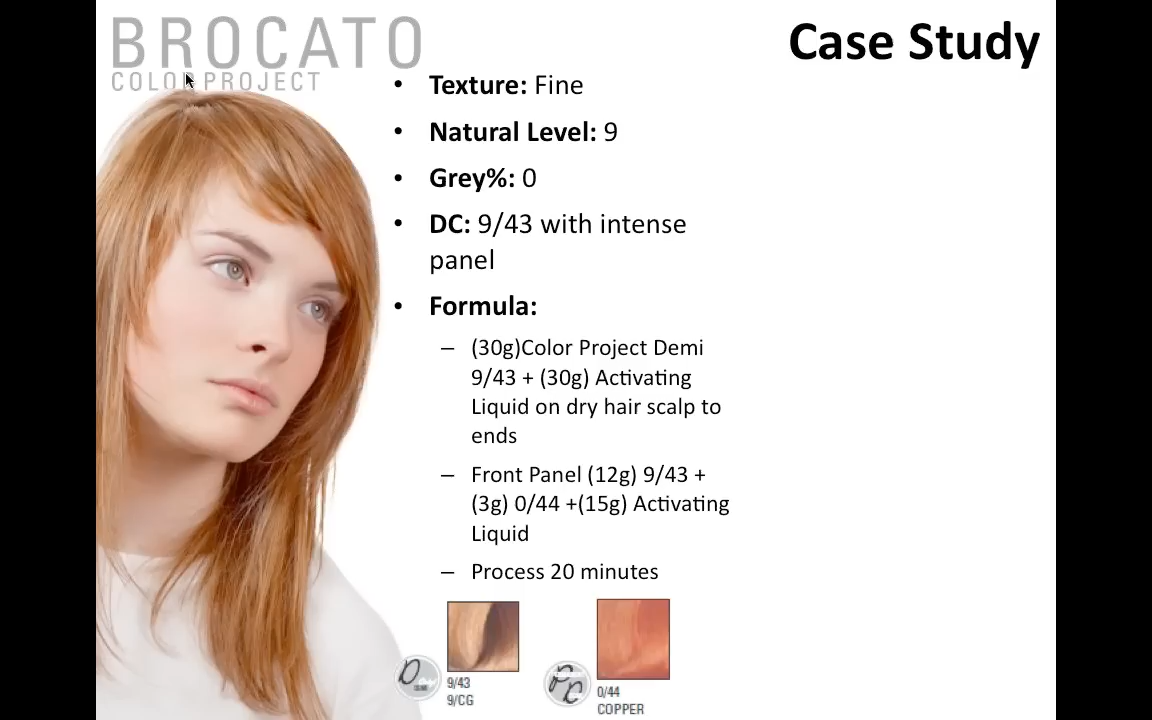 BROCATO
COLOR PROJECT
Case Study
• Texture: Fine
• Natural Level: 9
• Grey%: 0
• DC: 9/43 with intense
panel
• Formula:
– (30g)Color Project Demi
9/43 + (30g) Activating
Liquid on dry hair scalp to
ends
– Front Panel (12g) 9/43 +
(3g) 0/44 +(15g) Activating
Liquid
– Process 20 minutes
9/43
9/CG
0/44
COPPER